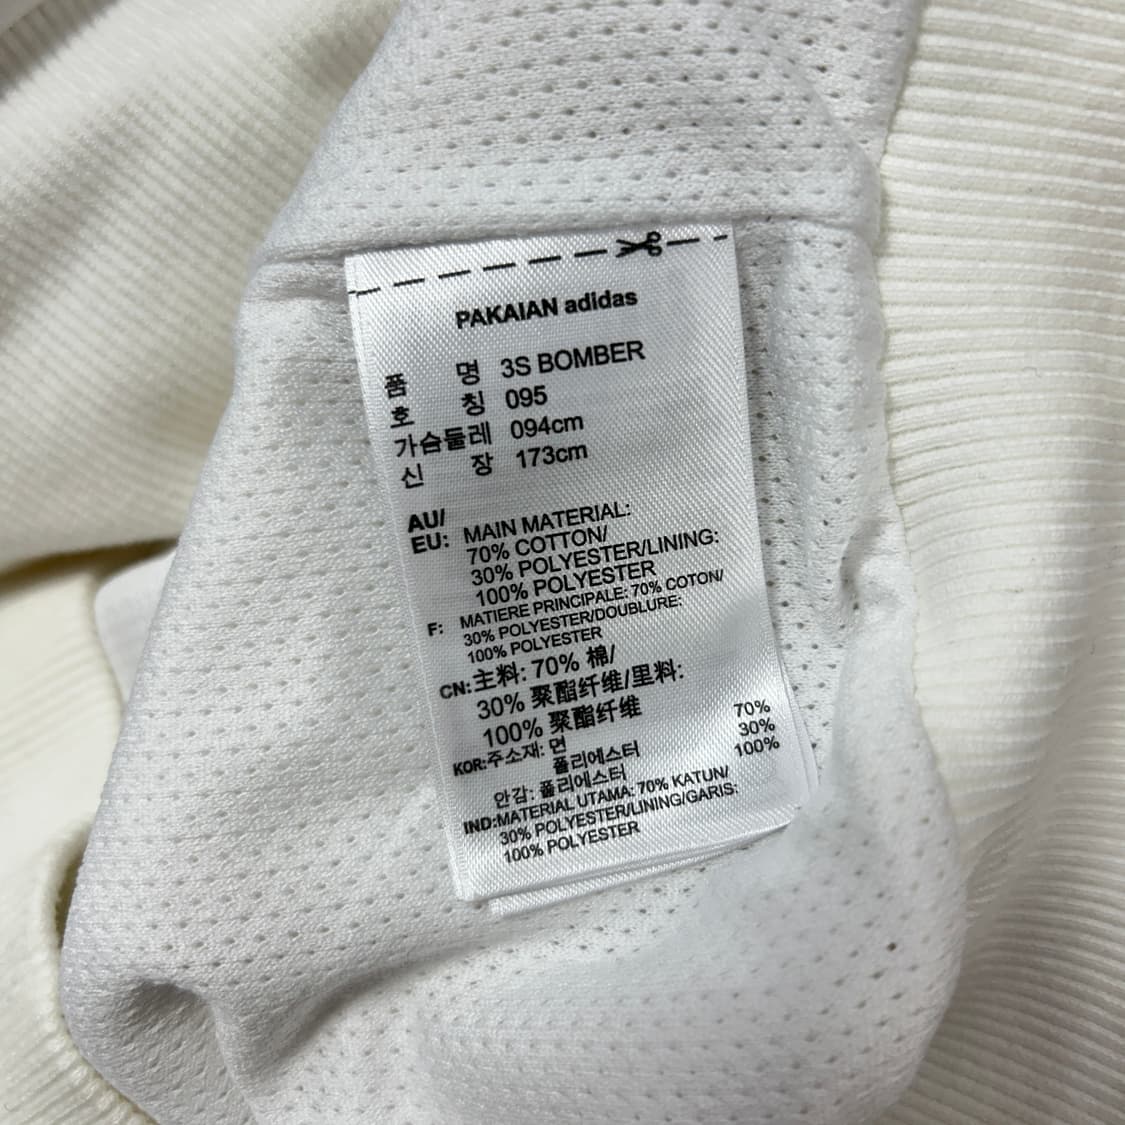 PAKAIAN adidas
품 명 3S BOMBER
호 칭 095
가슴둘레 094cm
신 장 173cm
AU/
EU: MAIN MATERIAL:
70% COTTON/
30% POLYESTER/LINING:
100% POLYESTER
F: MATIERE PRINCIPALE: 70% COTON/
30% POLYESTER/DOUBLURE:
100% POLYESTER
CN:主料: 70% 棉/
30% 聚酯纤维/里料:
100% 聚酯纤维
KOR:주소재: 면 70%
폴리에스터 30%
안감: 폴리에스터 100%
IND:MATERIAL UTAMA: 70% KATUN/
30% POLYESTER/LINING/GARIS:
100% POLYESTER